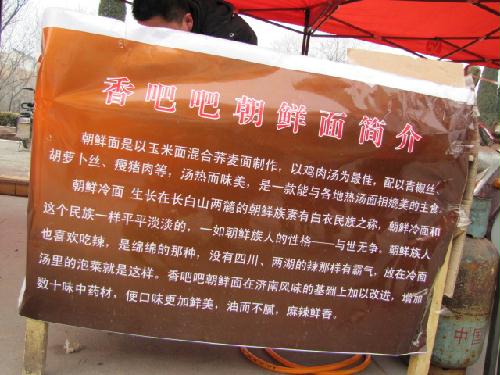 香吧吧朝鲜面简介
朝鲜面是以玉米面混合荞麦面制作，以鸡肉汤为最佳，配以青椒丝、
胡萝卜丝、瘦猪肉等，汤热而味美，是一款能与各地热汤面相媲美的主食
朝鲜冷面 生长在长白山两麓的朝鲜族素有白衣民族之称，朝鲜冷面和
这个民族一样平平淡淡的，一如朝鲜族人的性格——与世无争，朝鲜族人
也喜欢吃辣，是绵绵的那种，没有四川、两湖的辣那样有霸气，放在冷面
汤里的泡菜就是这样。香吧吧朝鲜面在济南风味的基础上加以改进，增加
数十味中药材，使口味更加鲜美，油而不腻，麻辣鲜香。
中国